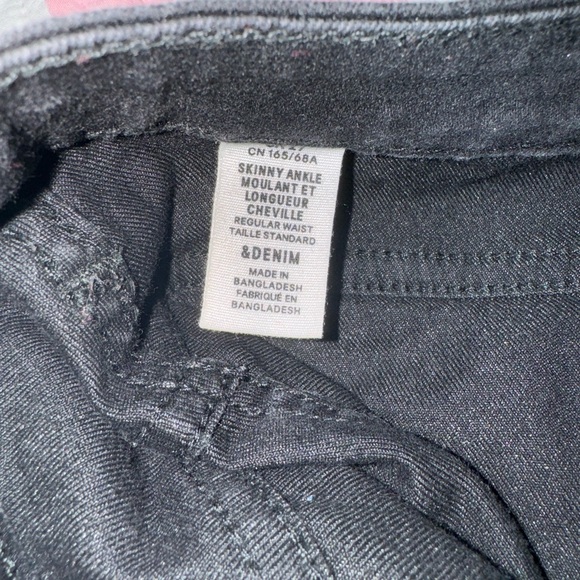 CN 165/68A
SKINNY ANKLE
MOULANT ET
LONGUEUR
CHEVILLE
REGULAR WAIST
TAILLE STANDARD
&DENIM
MADE IN
BANGLADESH
FABRIQUÉ EN
BANGLADESH